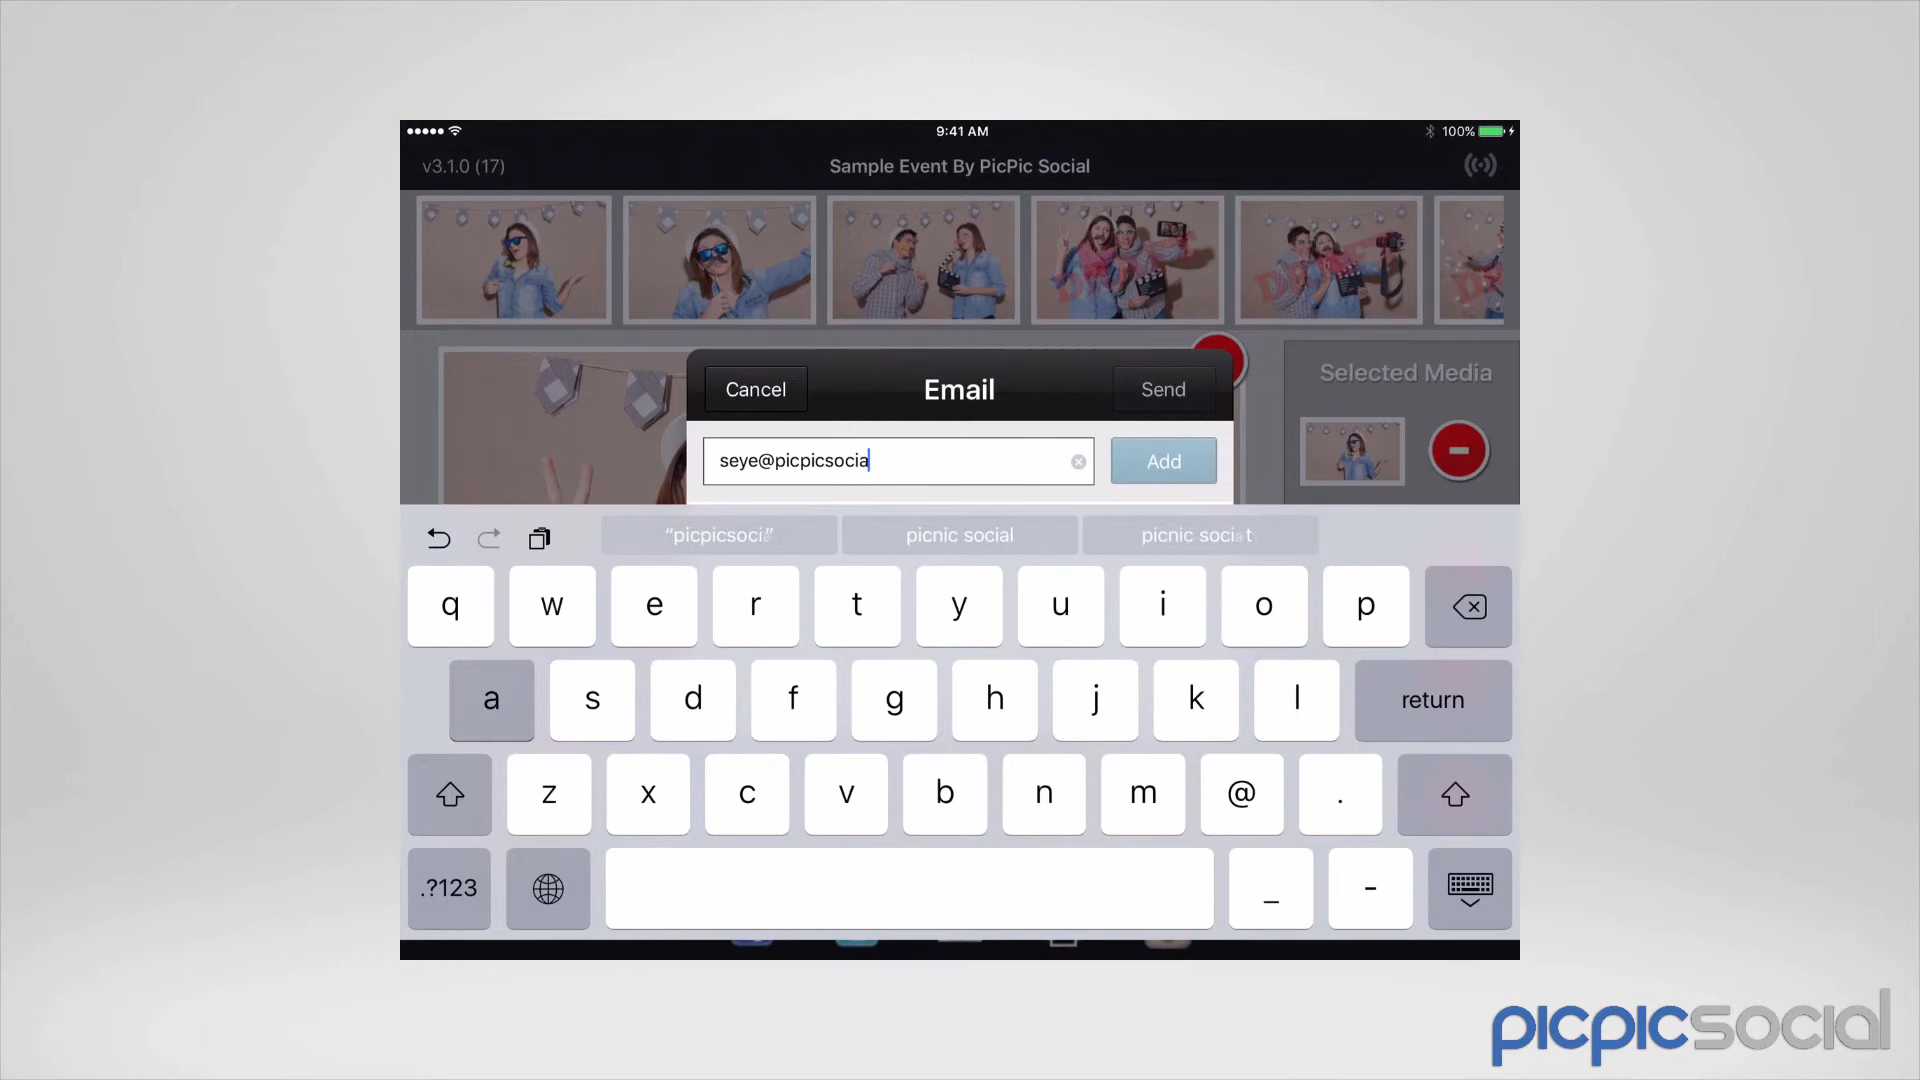 9:41 AM
100%
v3.1.0 (17)
Sample Event By PicPic Social
Selected Media
Cancel
Email
Send
seye@picpicsocia
Add
picnic social
q w e r t y u i o p
a s d f g h j k l
return
z x c v b n m @ .
.?123
_ -
picpicsocial